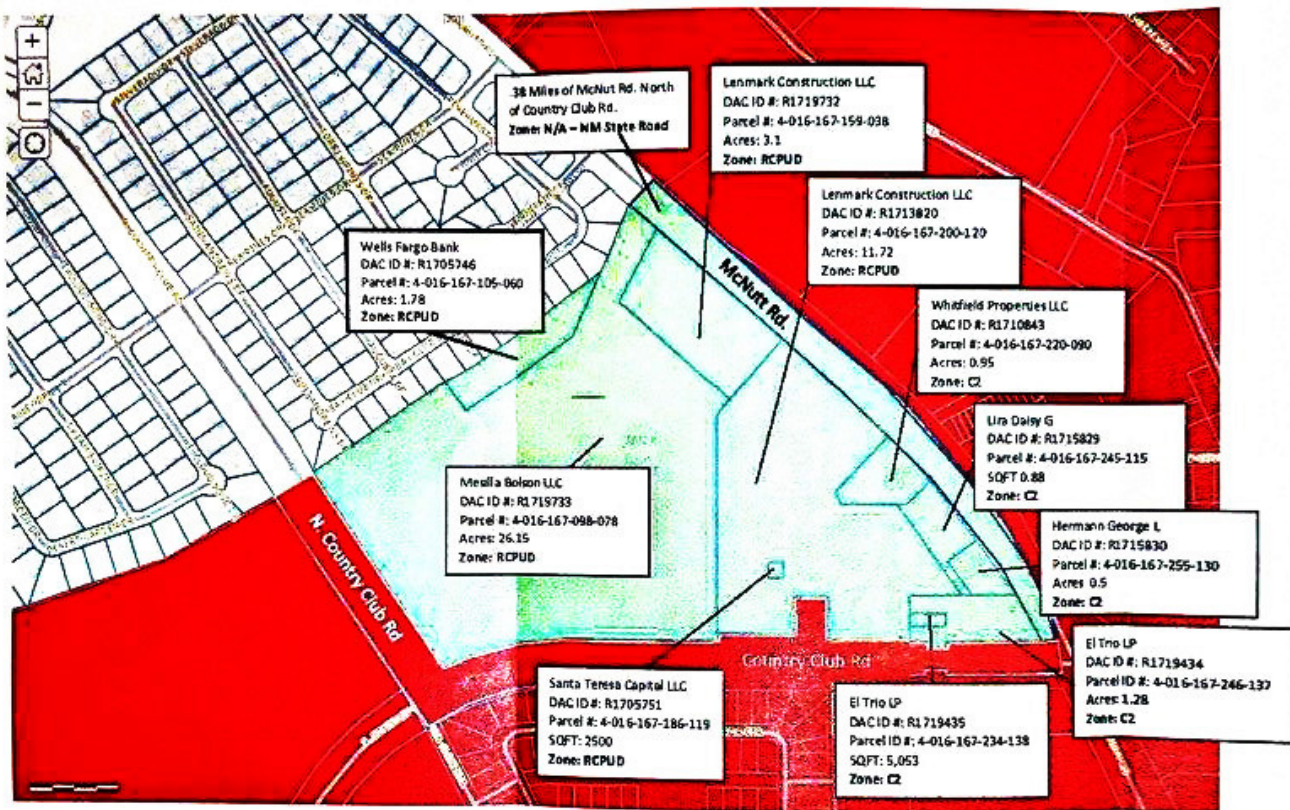 .38 Miles of McNut Rd. North
of Country Club Rd.
Zone: N/A – NM State Road
Lenmark Construction LLC
DAC ID #: R1719732
Parcel #: 4-016-167-159-038
Acres: 3.1
Zone: RCPUD
Lenmark Construction LLC
DAC ID #: R1713820
Parcel #: 4-016-167-200-120
Acres: 11.72
Zone: RCPUD
Wells Fargo Bank
DAC ID #: R1705746
Parcel #: 4-016-167-105-060
Acres: 1.78
Zone: RCPUD
McNutt Rd.
Whitfield Properties LLC
DAC ID #: R1710843
Parcel #: 4-016-167-220-090
Acres: 0.95
Zone: C2
Lira Daisy G
DAC ID #: R1715829
Parcel #: 4-016-167-245-115
SQFT 0.88
Zone: C2
Mesilla Bolson LLC
DAC ID #: R1719733
Parcel #: 4-016-167-098-078
Acres: 26.15
Zone: RCPUD
Hermann George L
DAC ID #: R1715830
Parcel #: 4-016-167-255-130
Acres 0.5
Zone: C2
N. Country Club Rd
Country Club Rd
El Trio LP
DAC ID #: R1719434
Parcel ID #: 4-016-167-246-137
Acres: 1.28
Zone: C2
Santa Teresa Capitol LLC
DAC ID #: R1705751
Parcel #: 4-016-167-186-119
SQFT: 2500
Zone: RCPUD
El Trio LP
DAC ID #: R1719435
Parcel ID #: 4-016-167-234-138
SQFT: 5,053
Zone: C2